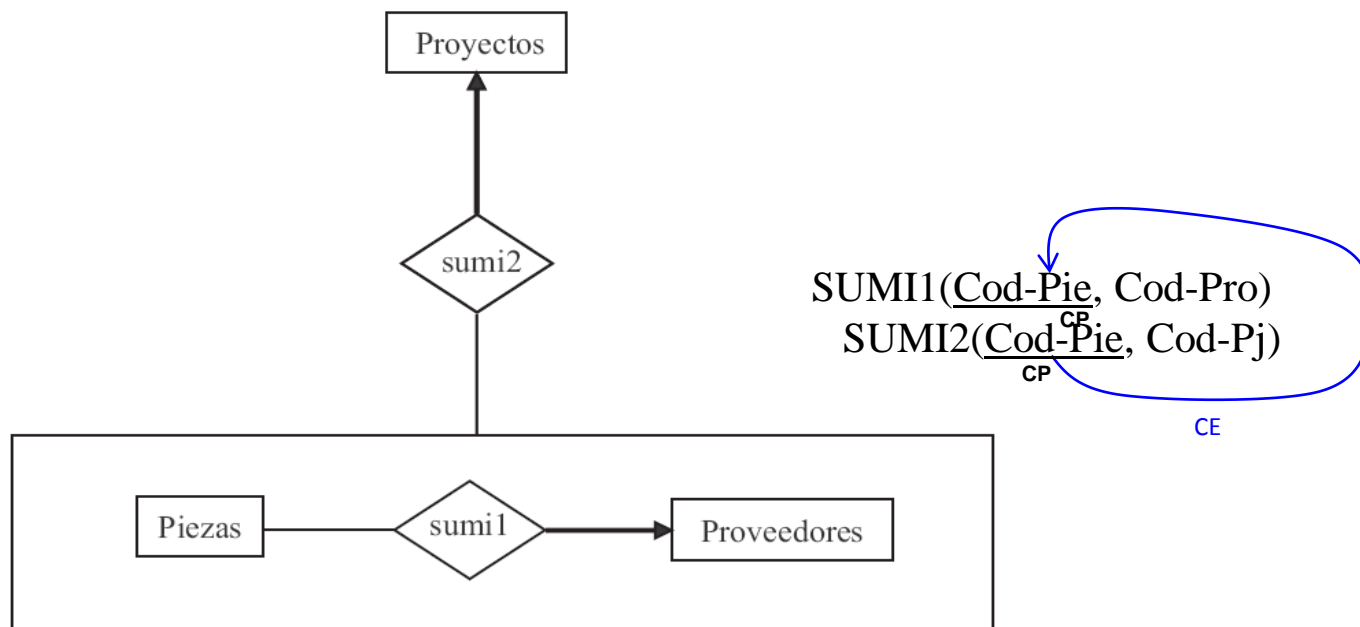 Proyectos
sumi2
SUMI1(Cod-Pie, Cod-Pro)
CP
SUMI2(Cod-Pie, Cod-Pj)
CP
CE
Piezas
sumi1
Proveedores